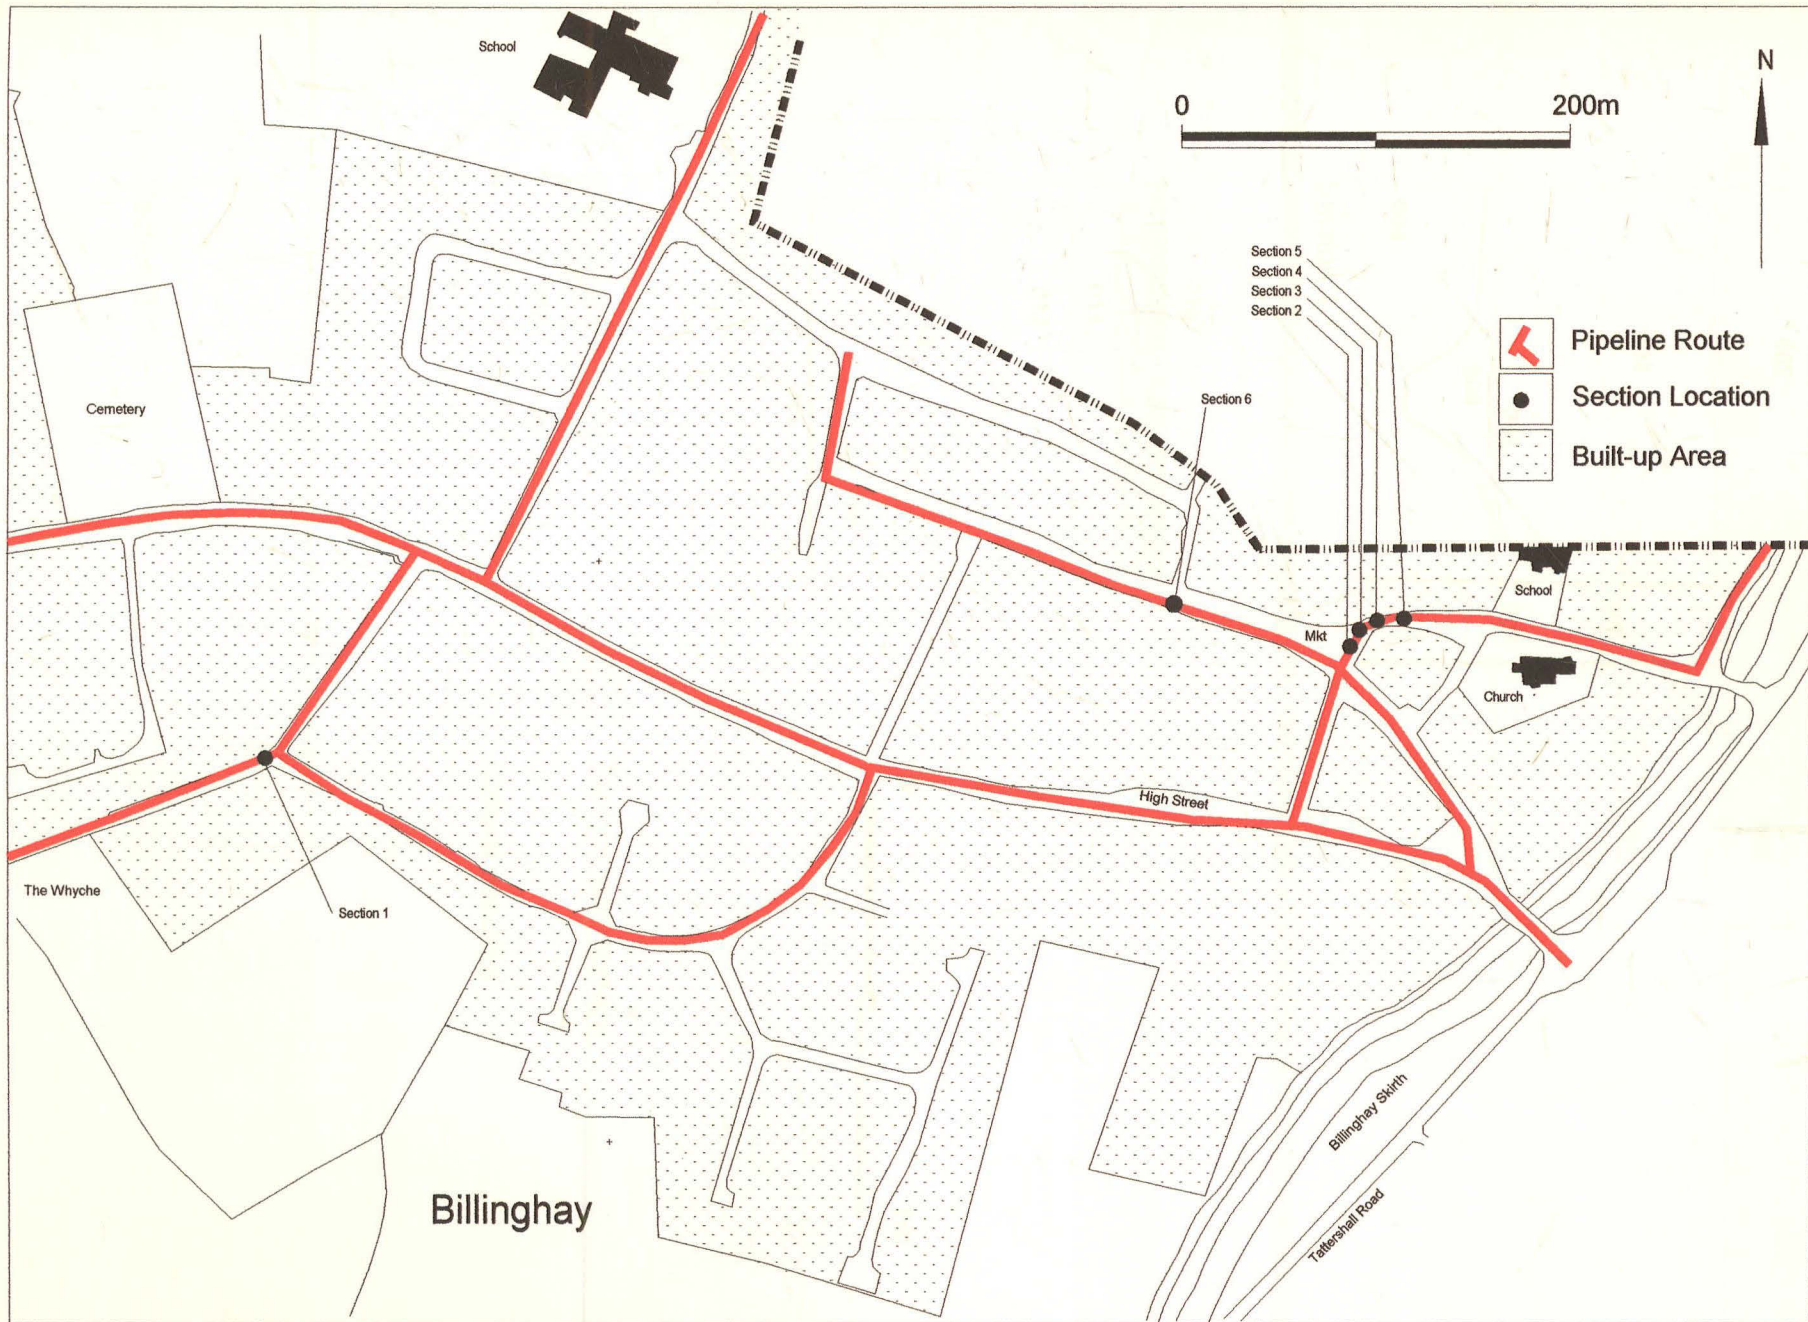 School
N
0 200m
Section 5
Section 4
Section 3
Section 2
Pipeline Route
Section Location
Built-up Area
Section 6
Cemetery
School
Mkt
Church
High Street
The Whyche
Section 1
Billinghay Skirth
Tattershall Road
Billinghay